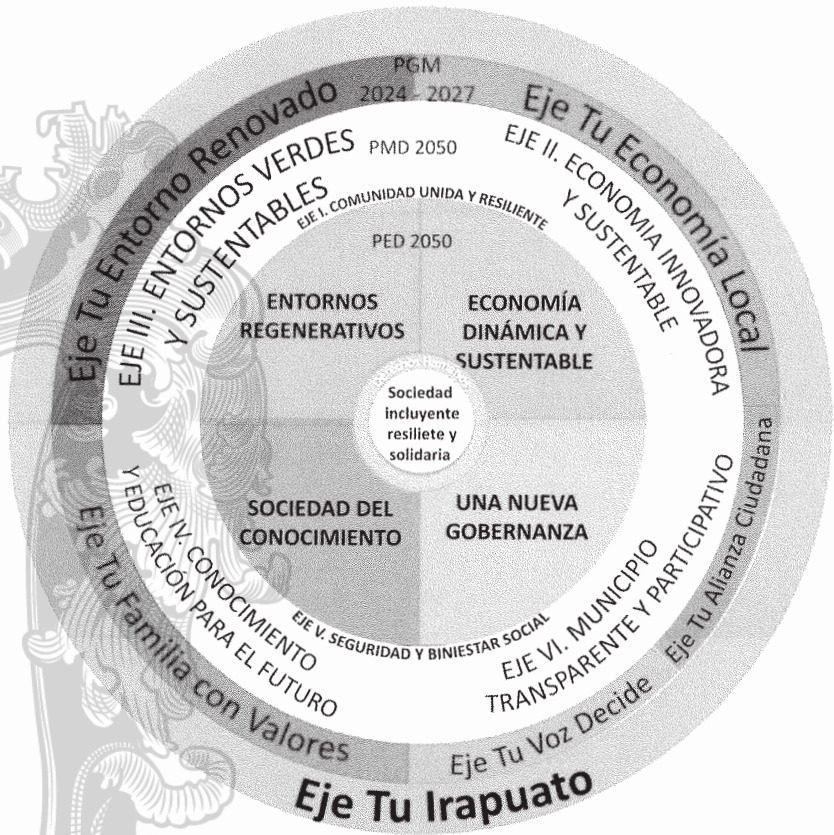 PGM
2024 - 2027
Eje Tu Entorno Renovado
Eje Tu Economía Local
PMD 2050
EJE III. ENTORNOS VERDES
Y SUSTENTABLES
EJE II. ECONOMIA INNOVADORA
Y SUSTENTABLE
EJE I. COMUNIDAD UNIDA Y RESILIENTE
PED 2050
ENTORNOS
REGENERATIVOS
ECONOMÍA
DINÁMICA Y
SUSTENTABLE
Sociedad
incluyente
resiliete y
solidaria
SOCIEDAD DEL
CONOCIMIENTO
UNA NUEVA
GOBERNANZA
EJE IV. CONOCIMIENTO
Y EDUCACIÓN PARA EL FUTURO
EJE V. SEGURIDAD Y BINIESTAR SOCIAL
EJE VI. MUNICIPIO
TRANSPARENTE Y PARTICIPATIVO
Eje Tu Familia con Valores
Eje Tu Voz Decide
Eje Tu Alianza Ciudadana
Eje Tu Irapuato